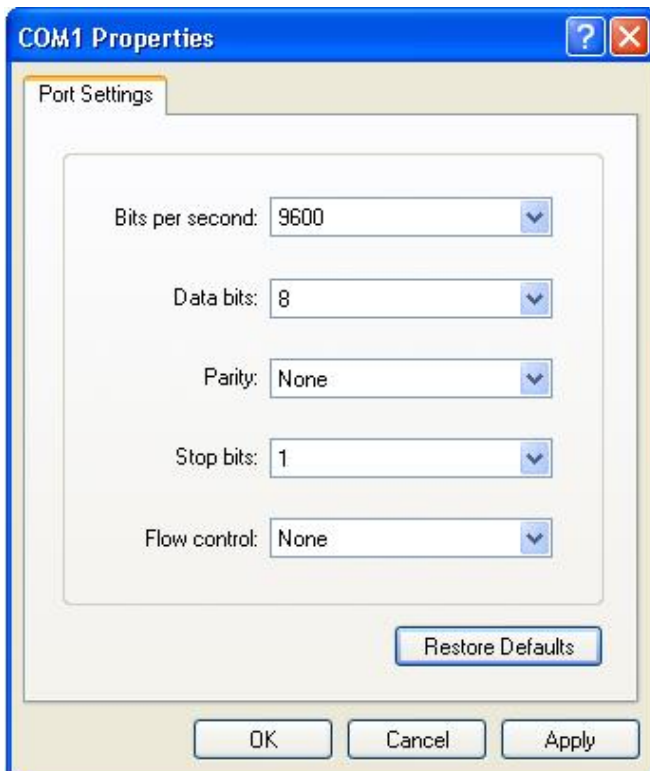 COM1 Properties
Port Settings
Bits per second: 9600
Data bits: 8
Parity: None
Stop bits: 1
Flow control: None
Restore Defaults
OK Cancel Apply